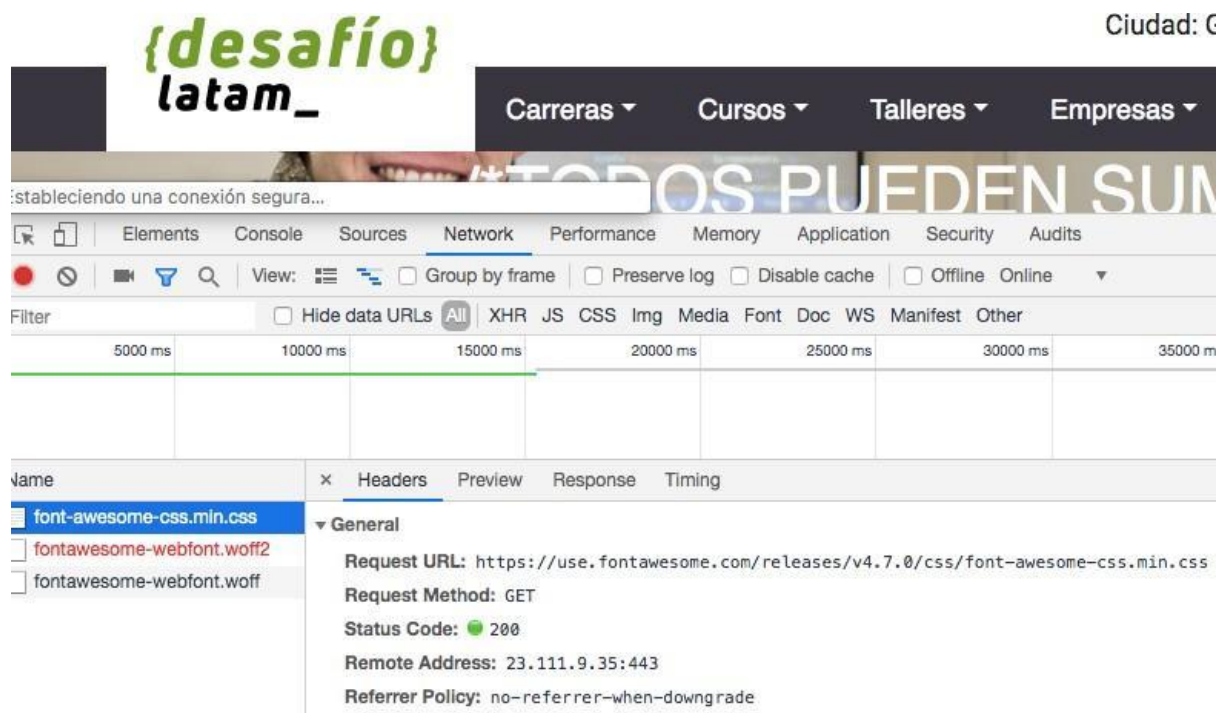 Ciudad: G
{desafío}
latam_
Carreras Cursos Talleres Empresas
/*TODOS PUEDEN SUM
Estableciendo una conexión segura...
Elements Console Sources Network Performance Memory Application Security Audits
View: Group by frame Preserve log Disable cache Offline Online
Filter Hide data URLs All XHR JS CSS Img Media Font Doc WS Manifest Other
5000 ms 10000 ms 15000 ms 20000 ms 25000 ms 30000 ms 35000 m
Name × Headers Preview Response Timing
font-awesome-css.min.css
General
fontawesome-webfont.woff2
Request URL: https://use.fontawesome.com/releases/v4.7.0/css/font-awesome-css.min.css
fontawesome-webfont.woff
Request Method: GET
Status Code: 200
Remote Address: 23.111.9.35:443
Referrer Policy: no-referrer-when-downgrade